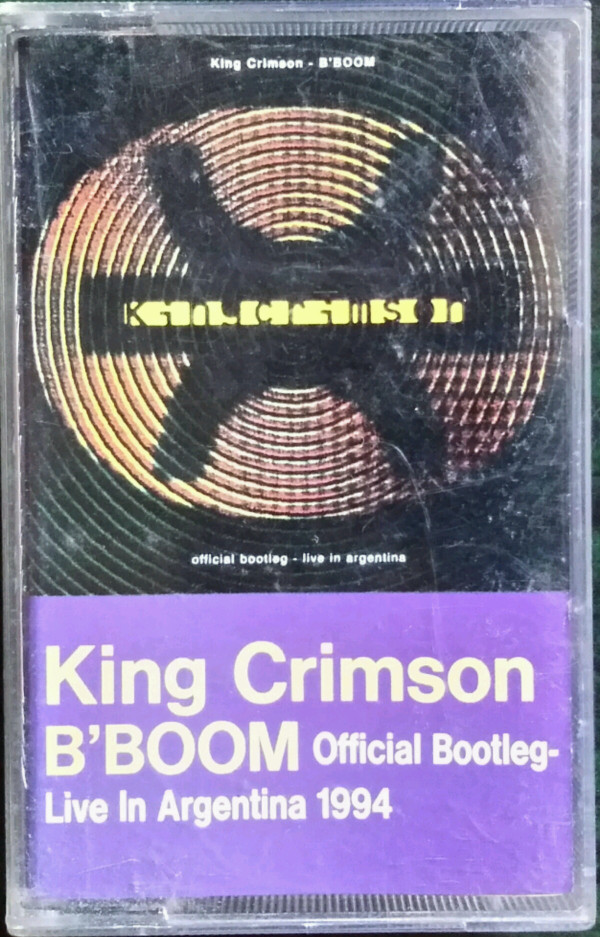 King Crimson - B'BOOM
KING CRIMSON
official bootleg - live in argentina
King Crimson
B'BOOM Official Bootleg-
Live In Argentina 1994